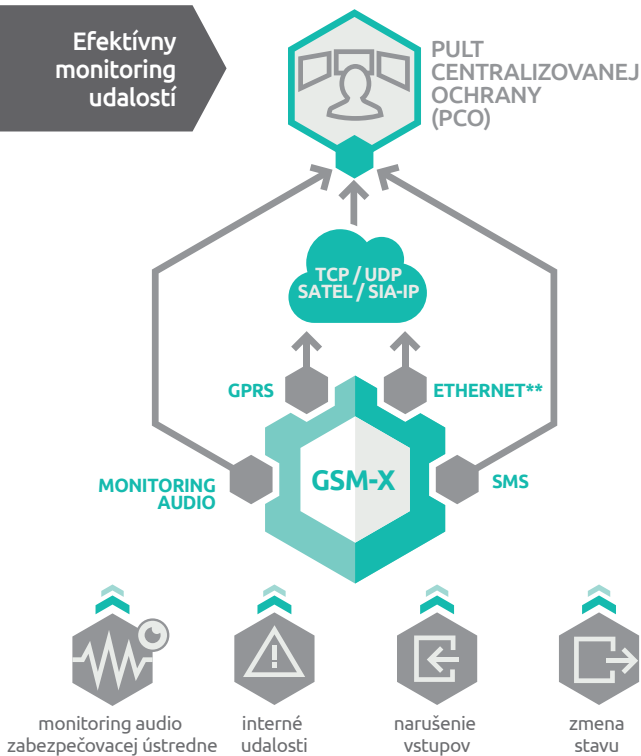 Efektívny
monitoring
udalostí
PULT
CENTRALIZOVANEJ
OCHRANY
(PCO)
TCP / UDP
SATEL / SIA-IP
GPRS
ETHERNET**
MONITORING
AUDIO
GSM-X
SMS
monitoring audio
zabezpečovacej ústredne
interné
udalosti
narušenie
vstupov
zmena
stavu